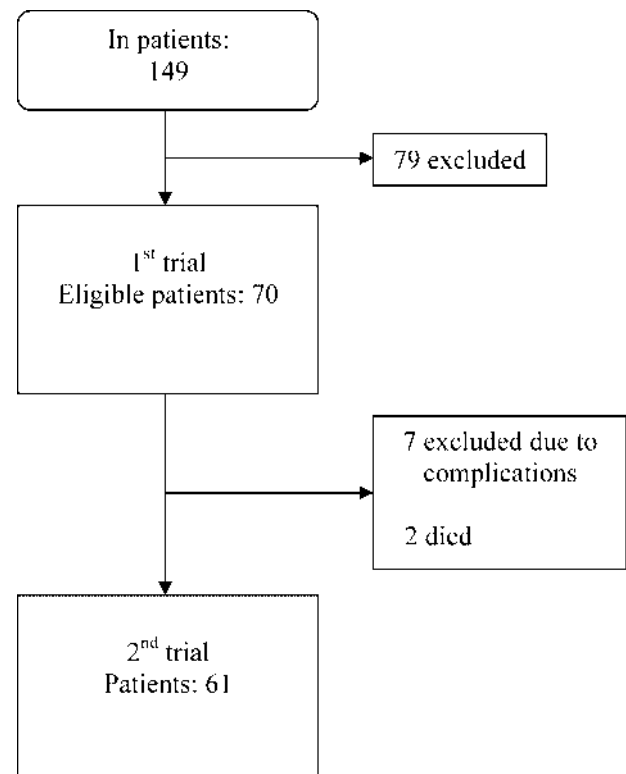 In patients:
149
79 excluded
1st trial
Eligible patients: 70
7 excluded due to
complications
2 died
2nd trial
Patients: 61